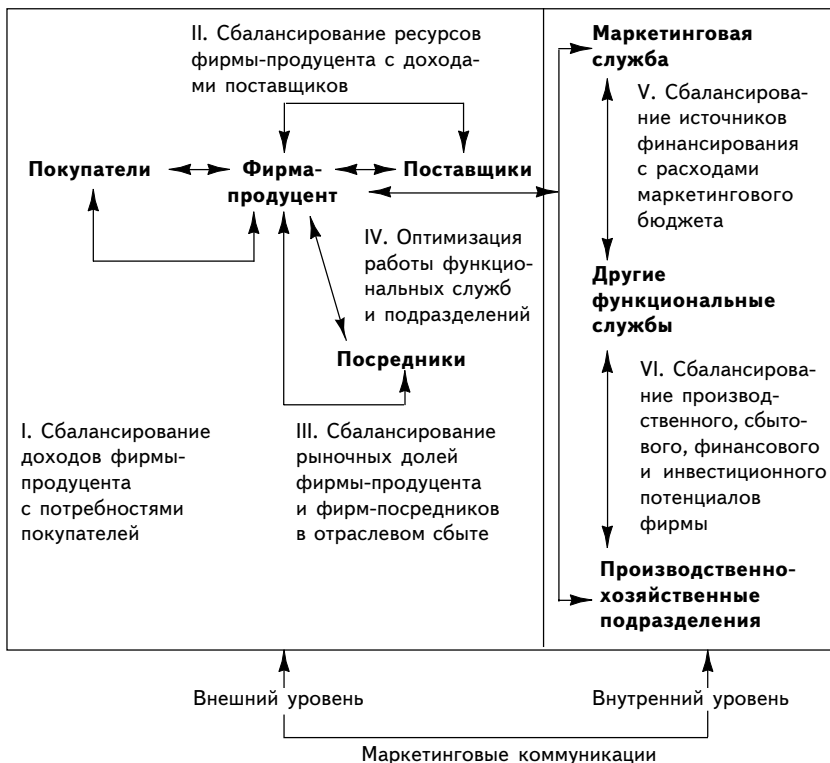 II. Сбалансирование ресурсов
фирмы-продуцента с дохода-
ми поставщиков
Покупатели
Фирма-
продуцент
Поставщики
IV. Оптимизация
работы функцио-
нальных служб
и подразделений
Посредники
I. Сбалансирование
доходов фирмы-
продуцента
с потребностями
покупателей
III. Сбалансирование
рыночных долей
фирмы-продуцента
и фирм-посредников
в отраслевом сбыте
Маркетинговая
служба
V. Сбалансирова-
ние источников
финансирования
с расходами
маркетингового
бюджета
Другие
функциональные
службы
VI. Сбалансирова-
ние производ-
ственного, сбыто-
вого, финансового
и инвестиционного
потенциалов
фирмы
Производственно-
хозяйственные
подразделения
Внешний уровень
Внутренний уровень
Маркетинговые коммуникации